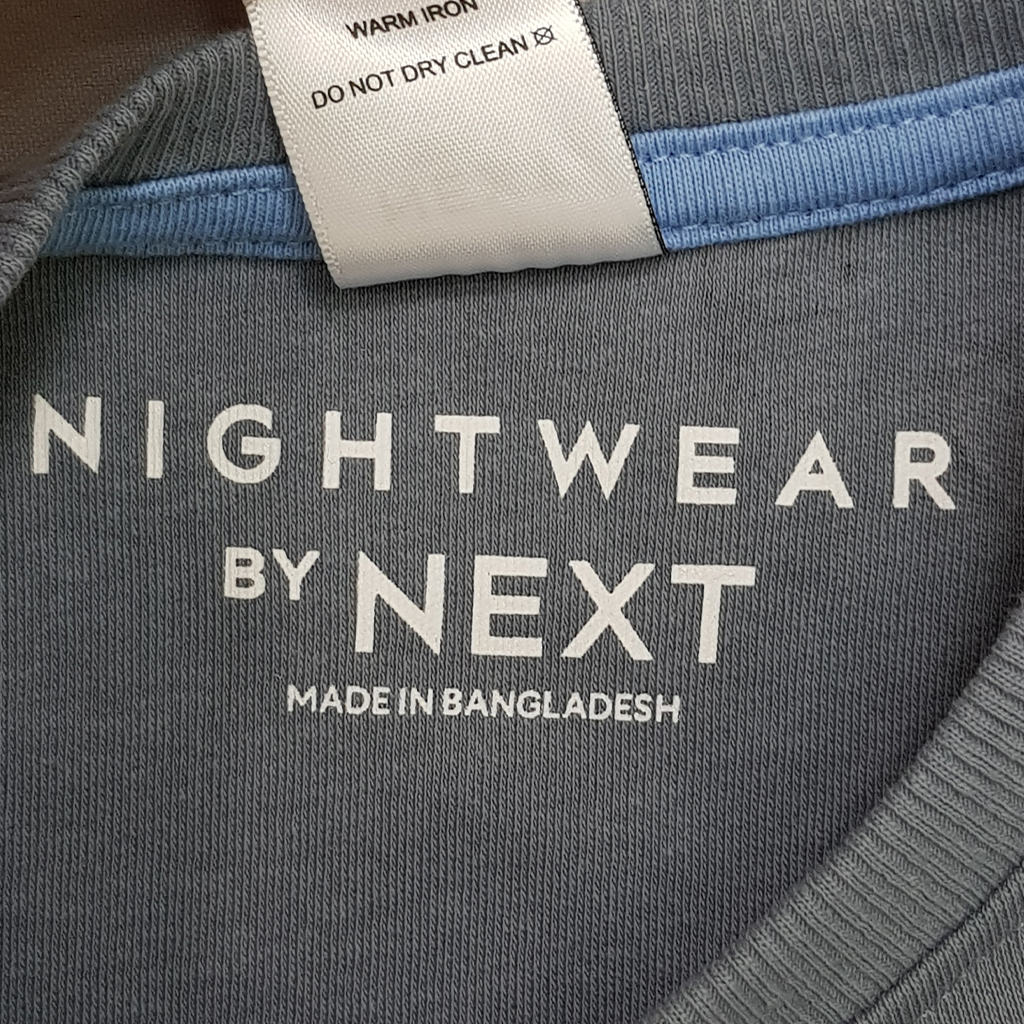 WARM IRON
DO NOT DRY CLEAN
NIGHTWEAR
BY NEXT
MADE IN BANGLADESH